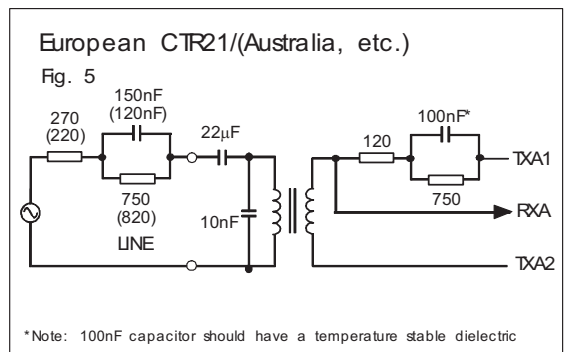 European CTR21/(Australia, etc.)
Fig. 5
150nF
(120nF)
270
(220)
22µF
100nF*
120
TXA1
750
(820)
10nF
750
RXA
LINE
TXA2
*Note: 100nF capacitor should have a temperature stable dielectric